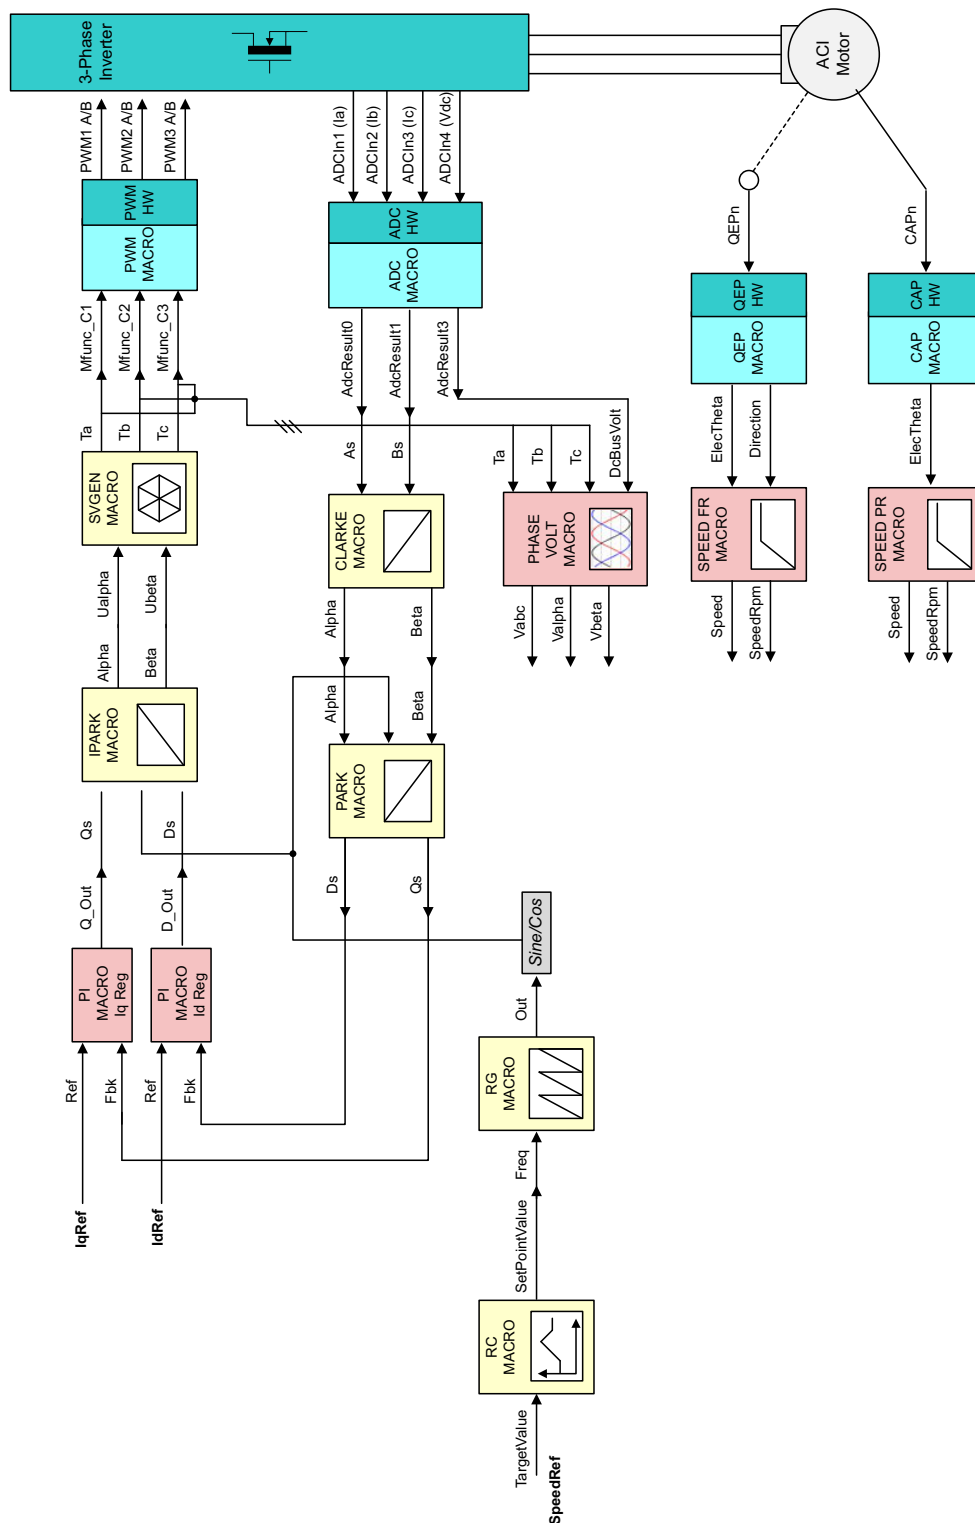 IqRef
Ref
Fbk
IdRef
Ref
Fbk
PI
MACRO
Iq Reg
PI
MACRO
Id Reg
Q_Out
Qs
D_Out
Ds
IPARK
MACRO
Alpha
Ualpha
Beta
Ubeta
SVGEN
MACRO
Ta
Tb
Tc
Mfunc_C1
Mfunc_C2
Mfunc_C3
PWM
MACRO
PWM
HW
PWM1 A/B
PWM2 A/B
PWM3 A/B
3-Phase
Inverter
Ds
Qs
PARK
MACRO
Alpha
Beta
Alpha
Beta
CLARKE
MACRO
As
Bs
AdcResult0
AdcResult1
AdcResult3
ADC
MACRO
ADC
HW
ADCIn1 (Ia)
ADCIn2 (Ib)
ADCIn3 (Ic)
ADCIn4 (Vdc)
SpeedRef
TargetValue
RC
MACRO
SetPointValue
Freq
RG
MACRO
Out
Sine/Cos
Vabc
Valpha
Vbeta
PHASE
VOLT
MACRO
Ta
Tb
Tc
DcBusVolt
Speed
SpeedRpm
SPEED FR
MACRO
ElecTheta
Direction
QEP
MACRO
QEP
HW
QEPn
Speed
SpeedRpm
SPEED PR
MACRO
ElecTheta
CAP
MACRO
CAP
HW
CAPn
ACI
Motor